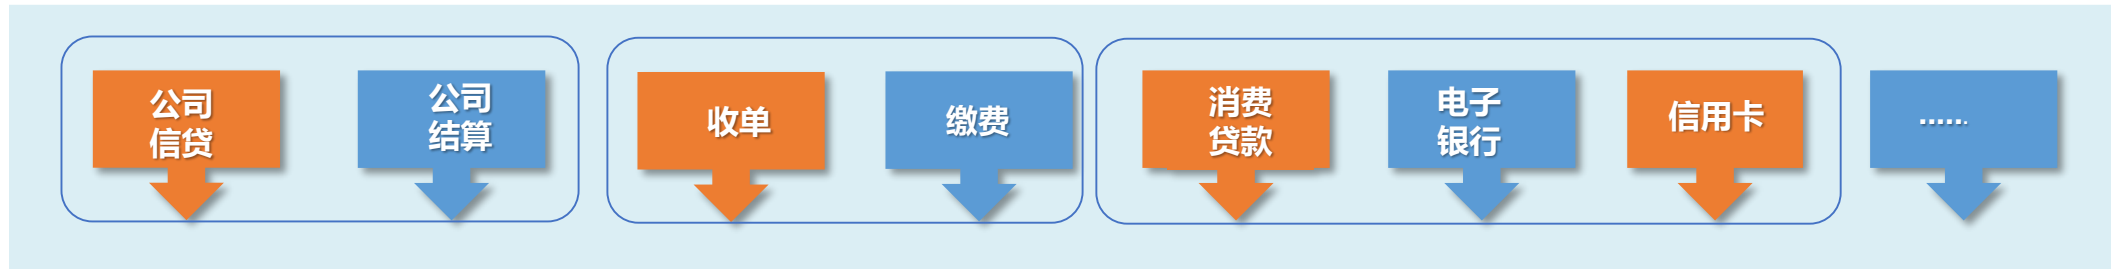 公司
信贷
公司
结算
收单
缴费
消费
贷款
电子
银行
信用卡
......